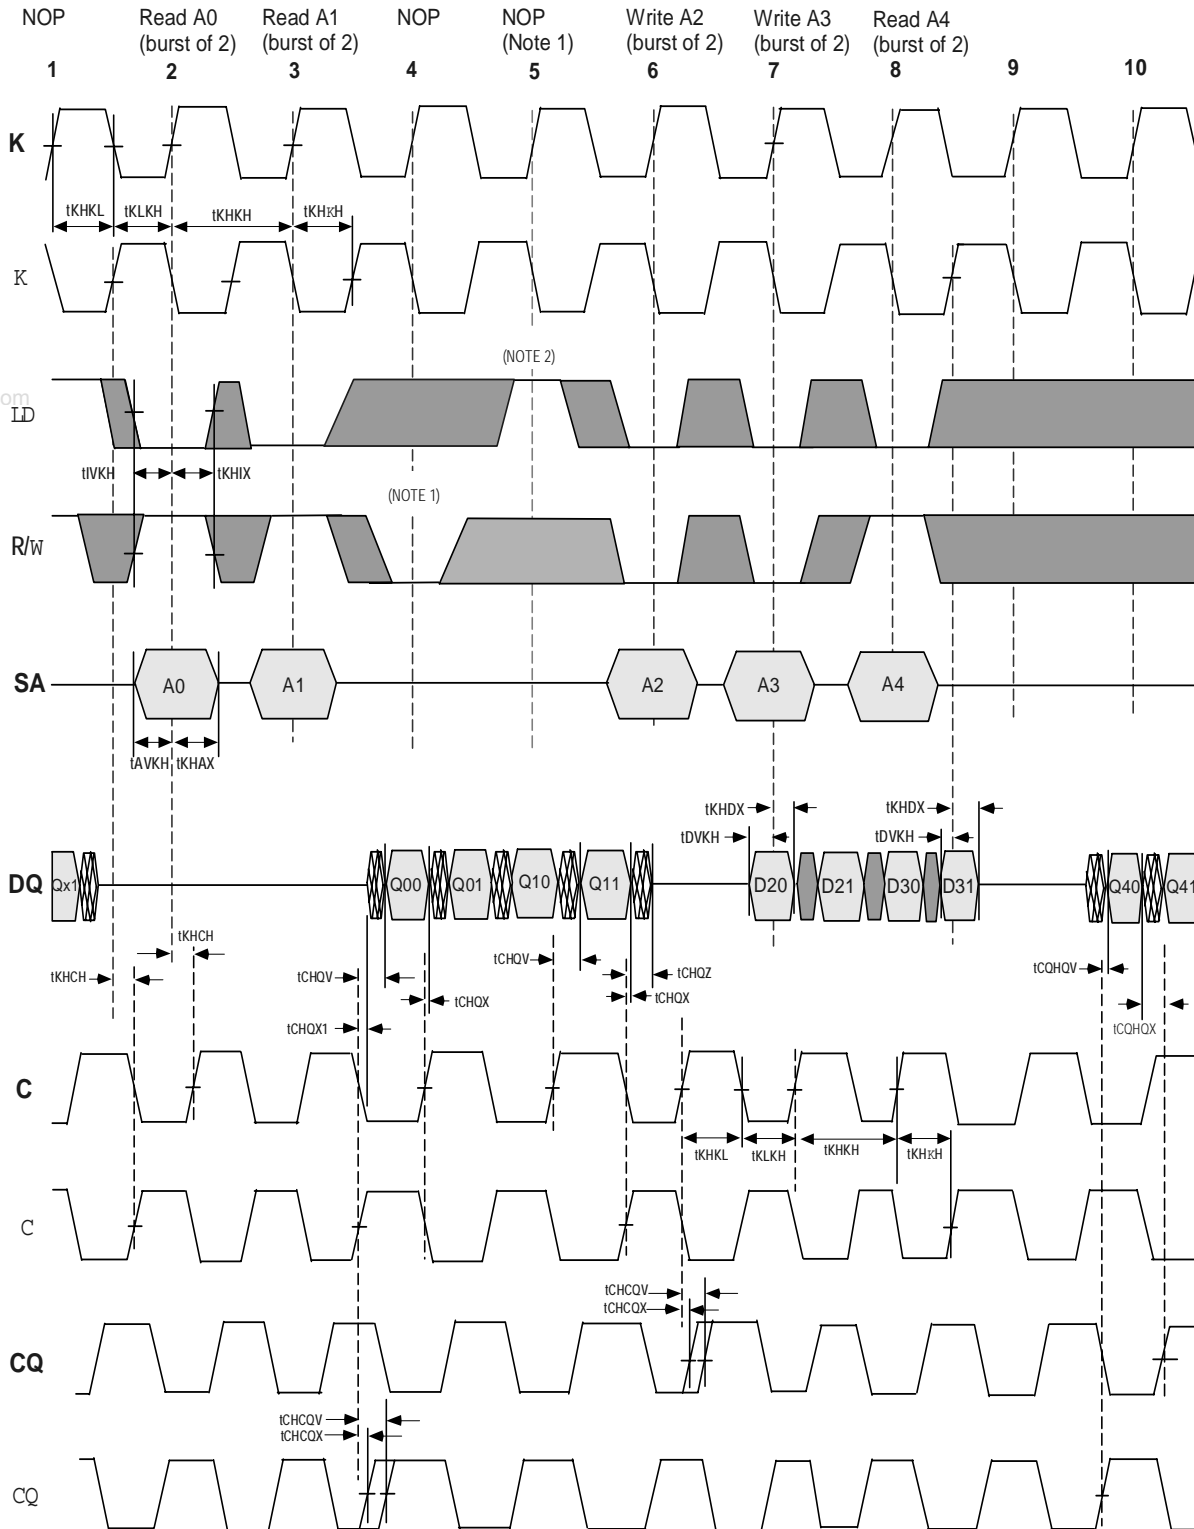 NOP Read A0 Read A1 NOP NOP Write A2 Write A3 Read A4
(burst of 2) (burst of 2) (Note 1) (burst of 2) (burst of 2) (burst of 2)
1 2 3 4 5 6 7 8 9 10
K
tKHKL tKLKH tKHKH tKHKH
K
(NOTE 2)
om
LD
tIVKH tKHIX
(NOTE 1)
R/W
SA A0 A1 A2 A3 A4
tAVKH tKHAX
tKHDX tKHDX
tDVKH tDVKH
DQ Qx1 Q00 Q01 Q10 Q11 D20 D21 D30 D31 Q40 Q41
tKHCH
tKHCH tCHQV tCHQV tCHQZ tCQHQV
tCHQX tCHQX
tCHQX1 tCQHQX
C
tKHKL tKLKH tKHKH tKHKH
C
tCHCQV
tCHCQX
CQ
tCHCQV
tCHCQX
CQ